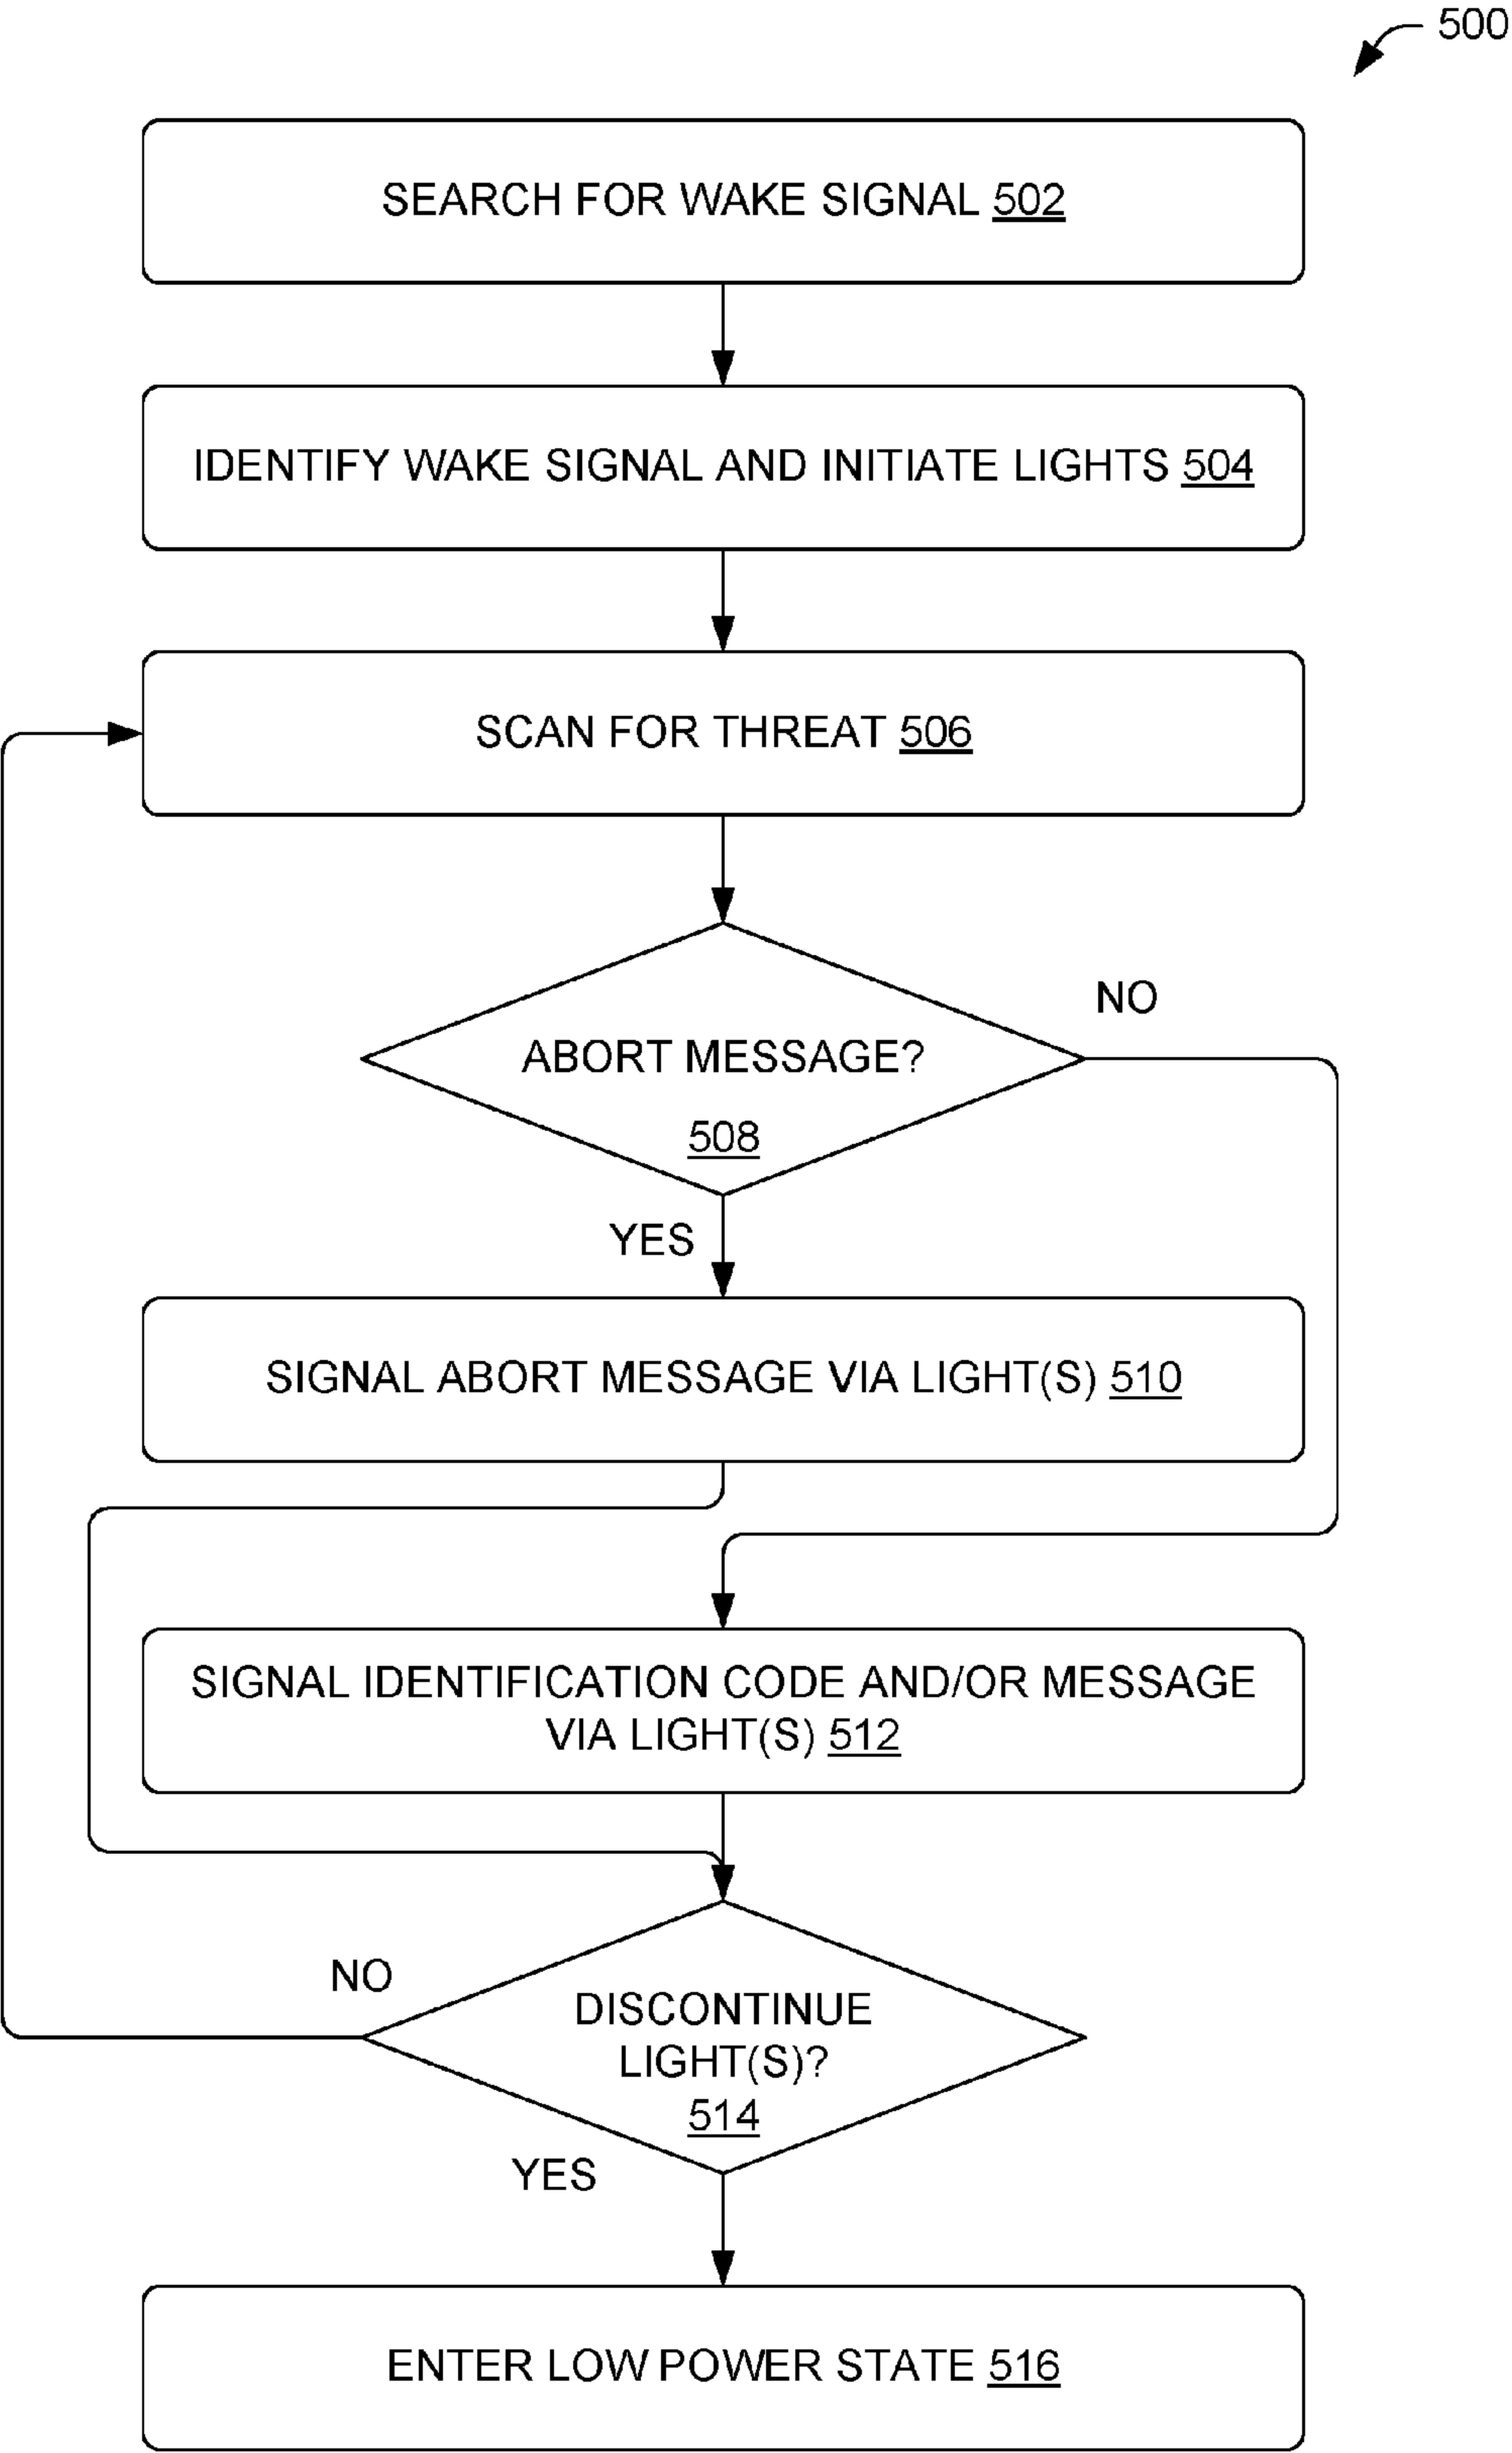 500
SEARCH FOR WAKE SIGNAL 502
IDENTIFY WAKE SIGNAL AND INITIATE LIGHTS 504
SCAN FOR THREAT 506
NO
ABORT MESSAGE?
508
YES
SIGNAL ABORT MESSAGE VIA LIGHT(S) 510
SIGNAL IDENTIFICATION CODE AND/OR MESSAGE
VIA LIGHT(S) 512
NO
DISCONTINUE
LIGHT(S)?
514
YES
ENTER LOW POWER STATE 516